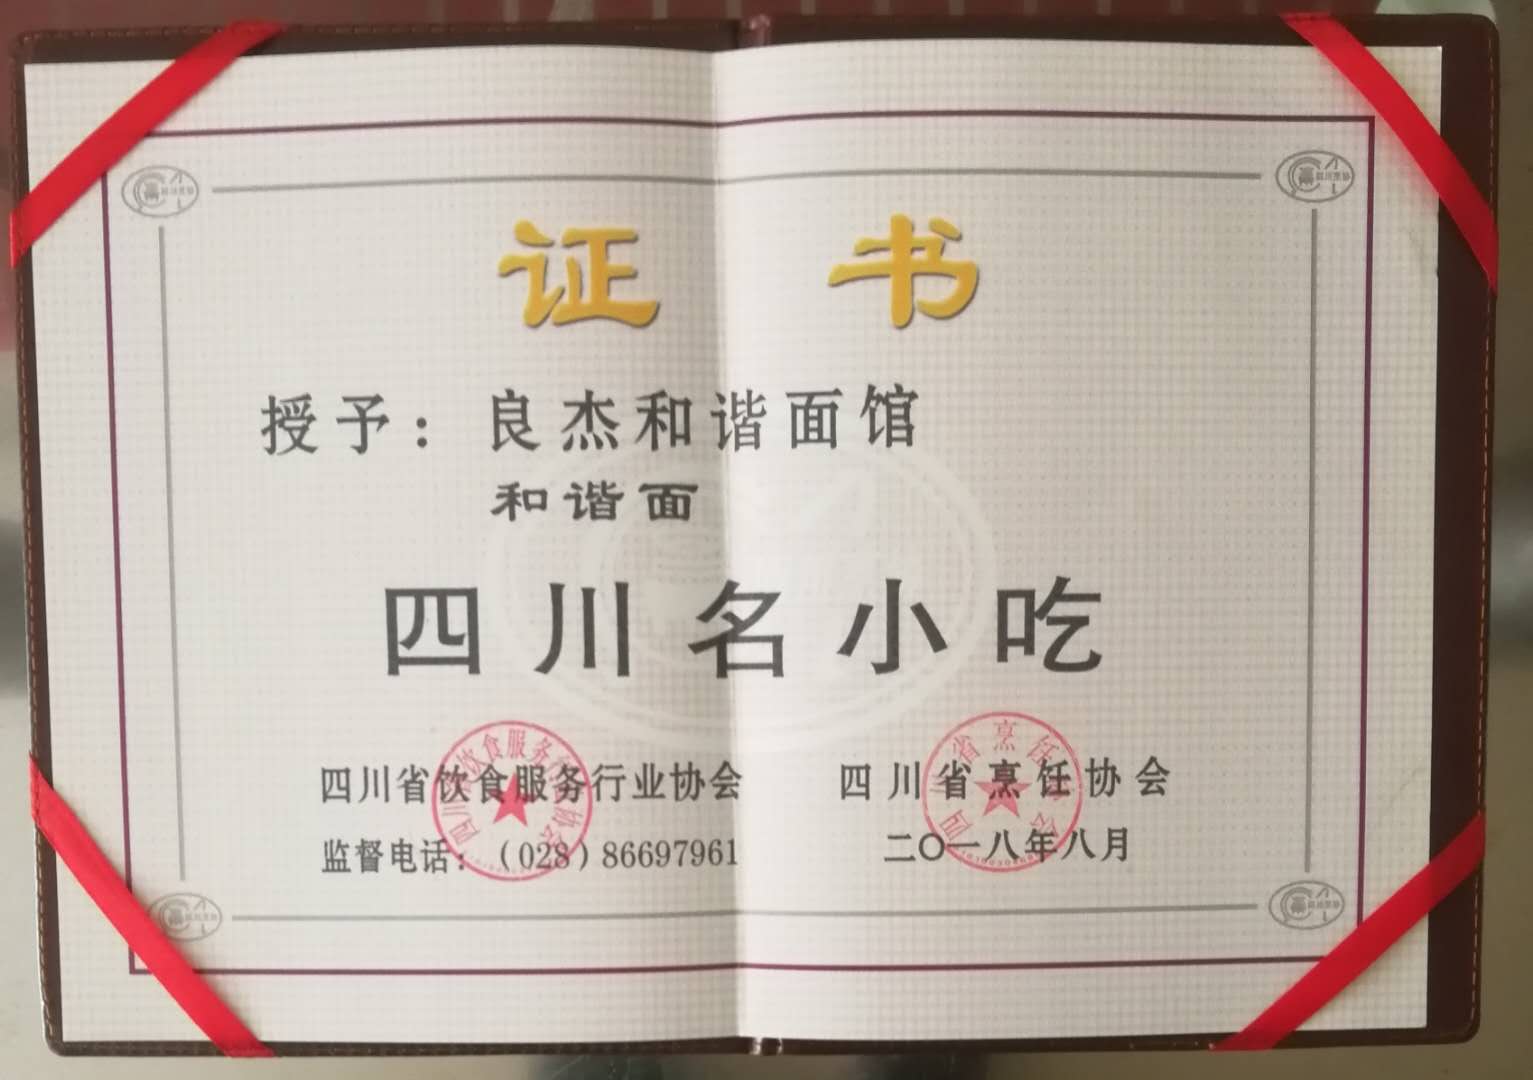 证书
授予：良杰和谐面馆
和谐面
四川名小吃
四川省饮食服务行业协会
四川省烹饪协会
监督电话：（028）86697961
二〇一八年八月